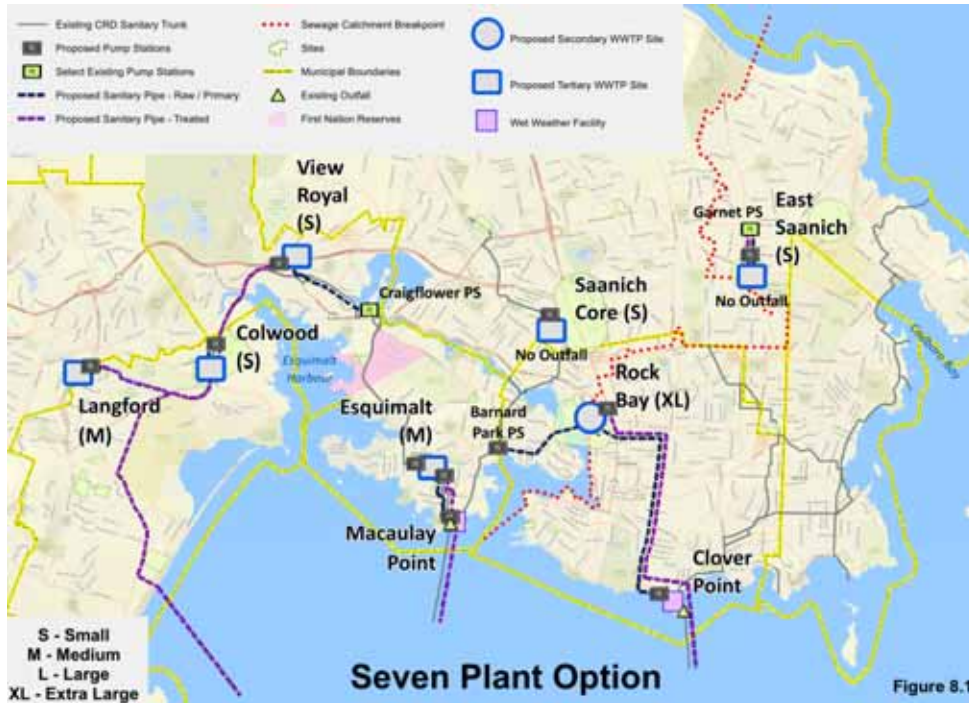 Existing CRD Sanitary Trunk
Proposed Pump Stations
Select Existing Pump Stations
Proposed Sanitary Pipe - Raw / Primary
Proposed Sanitary Pipe - Treated
Sewage Catchment Breakpoint
Sites
Municipal Boundaries
Existing Outfall
First Nation Reserves
Proposed Secondary WWTP Site
Proposed Tertiary WWTP Site
Wet Weather Facility
View
Royal
(S)
Garnet PS
East
Saanich
(S)
No Outfall
Craigflower PS
Saanich
Core (S)
No Outfall
Colwood
(S)
Esquimalt
Harbour
Langford
(M)
Esquimalt
(M)
Barnard
Park PS
Rock
Bay (XL)
Macaulay
Point
Clover
Point
S - Small
M - Medium
L - Large
XL - Extra Large
Seven Plant Option
Figure 8.1